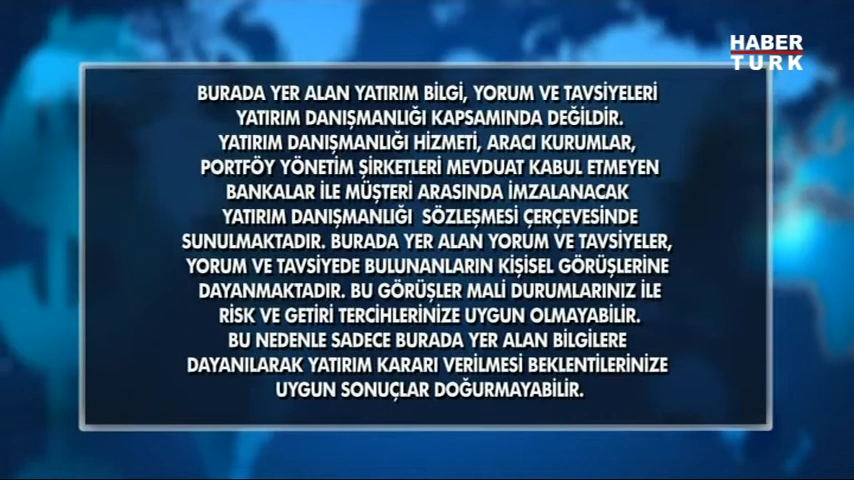 HABER
TURK
BURADA YER ALAN YATIRIM BİLGİ, YORUM VE TAVSİYELERİ
YATIRIM DANIŞMANLIĞI KAPSAMINDA DEĞİLDİR.
YATIRIM DANIŞMANLIĞI HİZMETİ, ARACI KURUMLAR,
PORTFÖY YÖNETİM ŞİRKETLERİ MEVDUAT KABUL ETMEYEN
BANKALAR İLE MÜŞTERİ ARASINDA İMZALANACAK
YATIRIM DANIŞMANLIĞI SÖZLEŞMESİ ÇERÇEVESİNDE
SUNULMAKTADIR. BURADA YER ALAN YORUM VE TAVSİYELER,
YORUM VE TAVSİYEDE BULUNANLARIN KİŞİSEL GÖRÜŞLERİNE
DAYANMAKTADIR. BU GÖRÜŞLER MALİ DURUMLARINIZ İLE
RİSK VE GETİRİ TERCİHLERİNİZE UYGUN OLMAYABİLİR.
BU NEDENLE SADECE BURADA YER ALAN BİLGİLERE
DAYANILARAK YATIRIM KARARI VERİLMESİ BEKLENTİLERİNİZE
UYGUN SONUÇLAR DOĞURMAYABİLİR.